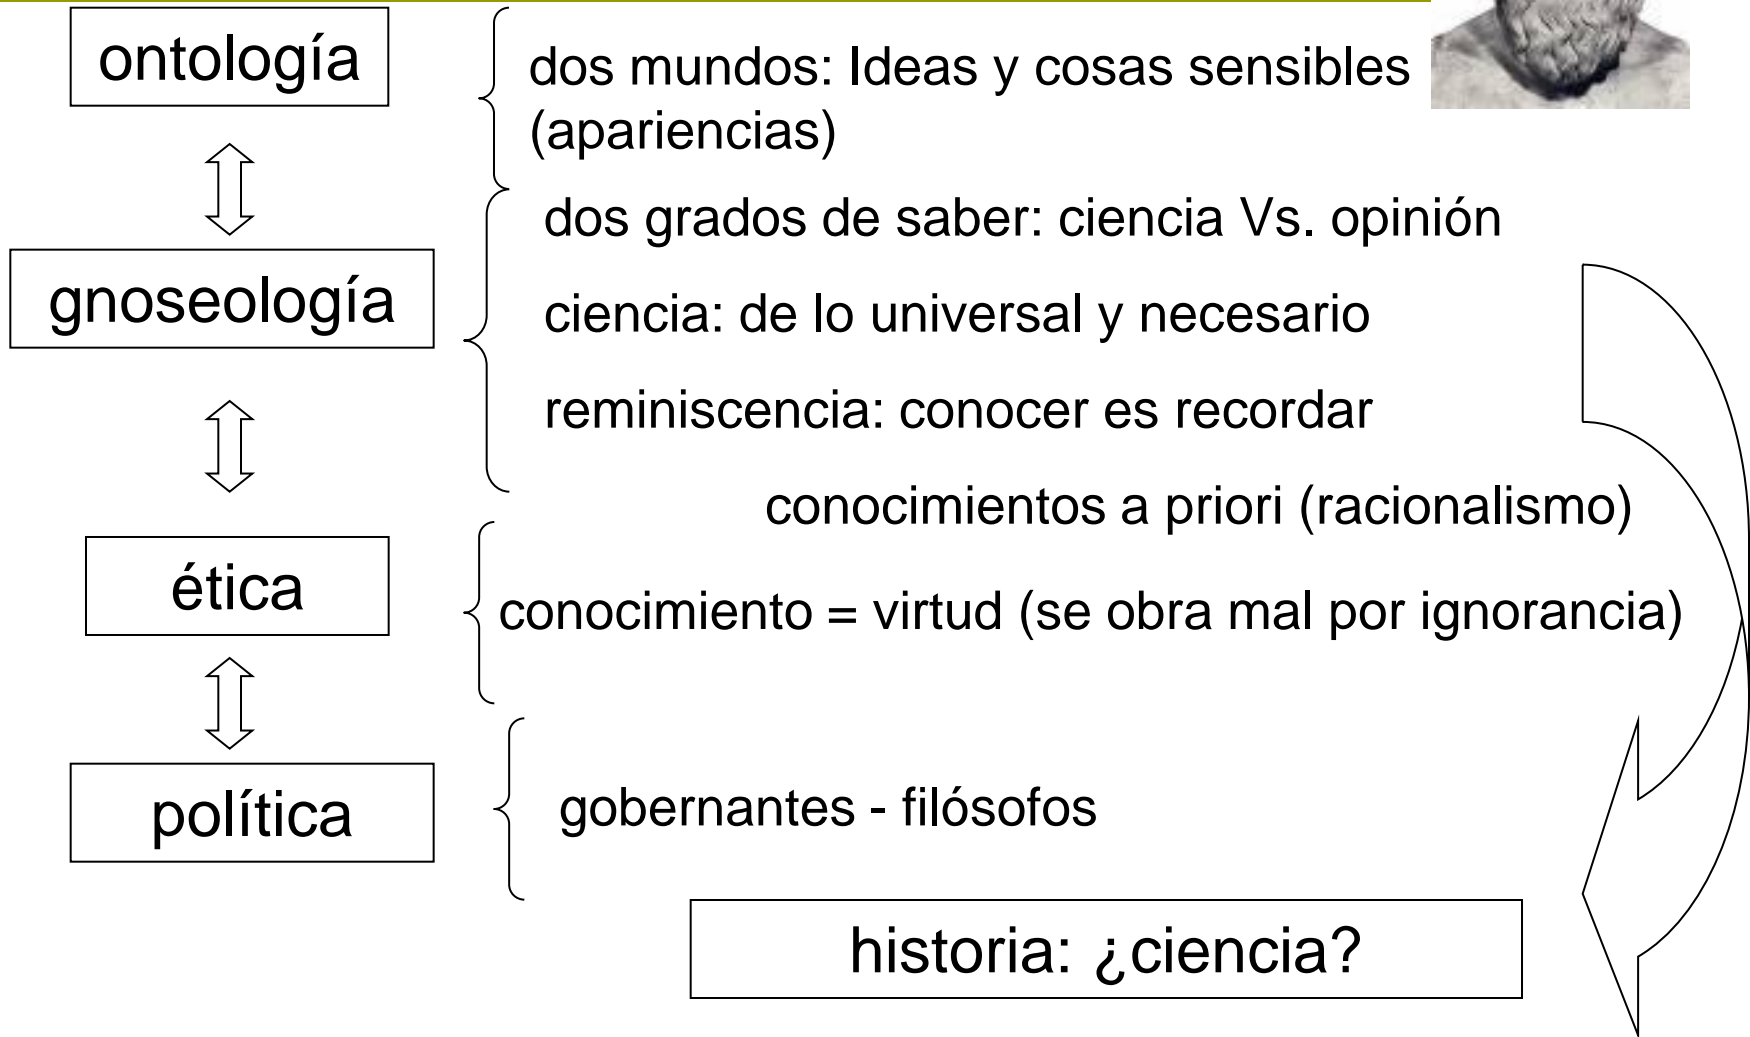 ontología
dos mundos: Ideas y cosas sensibles
(apariencias)
gnoseología
dos grados de saber: ciencia Vs. opinión
ciencia: de lo universal y necesario
reminiscencia: conocer es recordar
conocimientos a priori (racionalismo)
ética
conocimiento = virtud (se obra mal por ignorancia)
política
gobernantes - filósofos
historia: ¿ciencia?